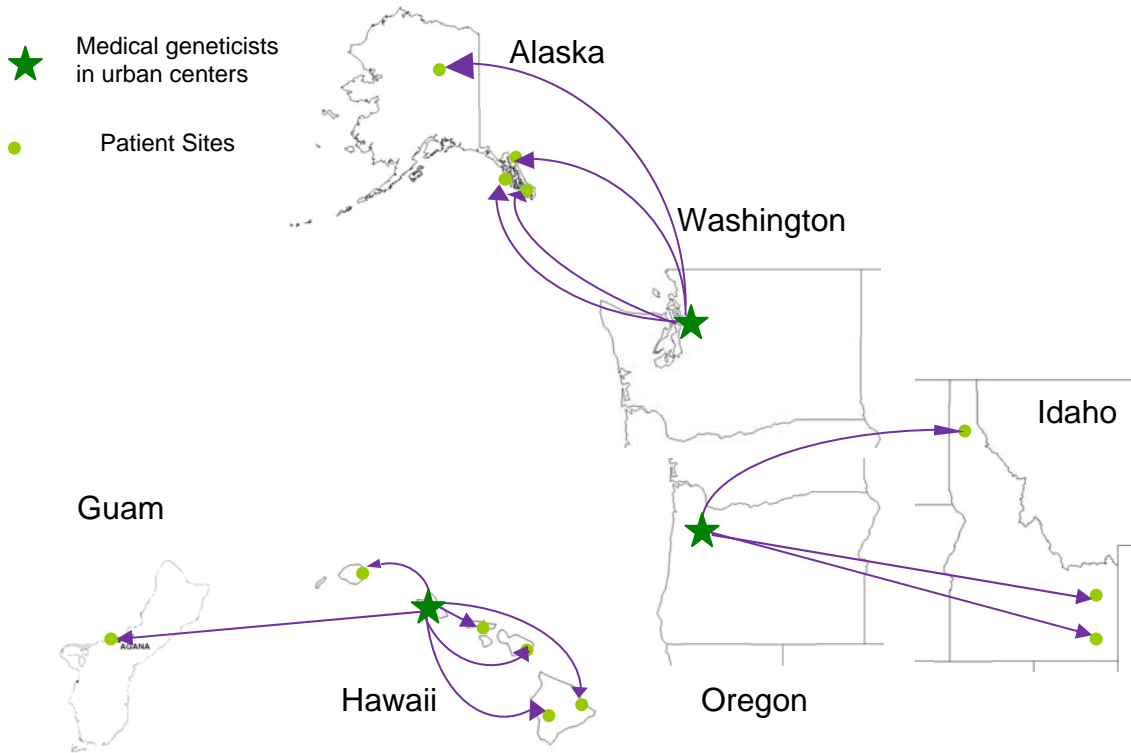 Medical geneticists
in urban centers
Patient Sites
Alaska
Washington
Idaho
Guam
AGANA
Hawaii
Oregon